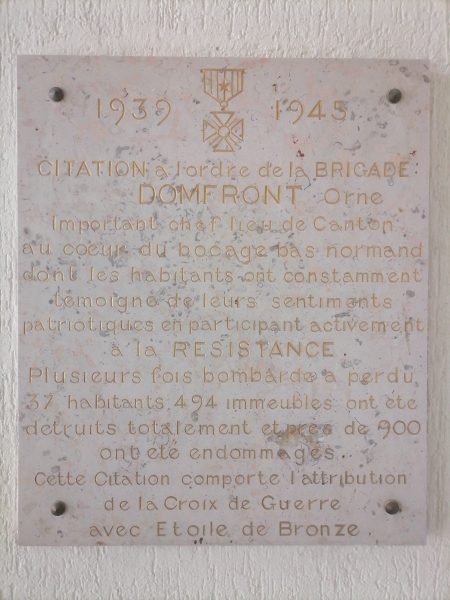 1939 1945
CITATION à l'ordre de la BRIGADE
DOMFRONT Orne
Important chef lieu de Canton
au coeur du bocage bas normand
dont les habitants ont constamment
témoigné de leurs sentiments
patriotiques en participant activement
à la RESISTANCE.
Plusieurs fois bombardé a perdu
37 habitants 494 immeubles ont été
détruits totalement et près de 900
ont été endommagés.
Cette Citation comporte l'attribution
de la Croix de Guerre
avec Etoile de Bronze.